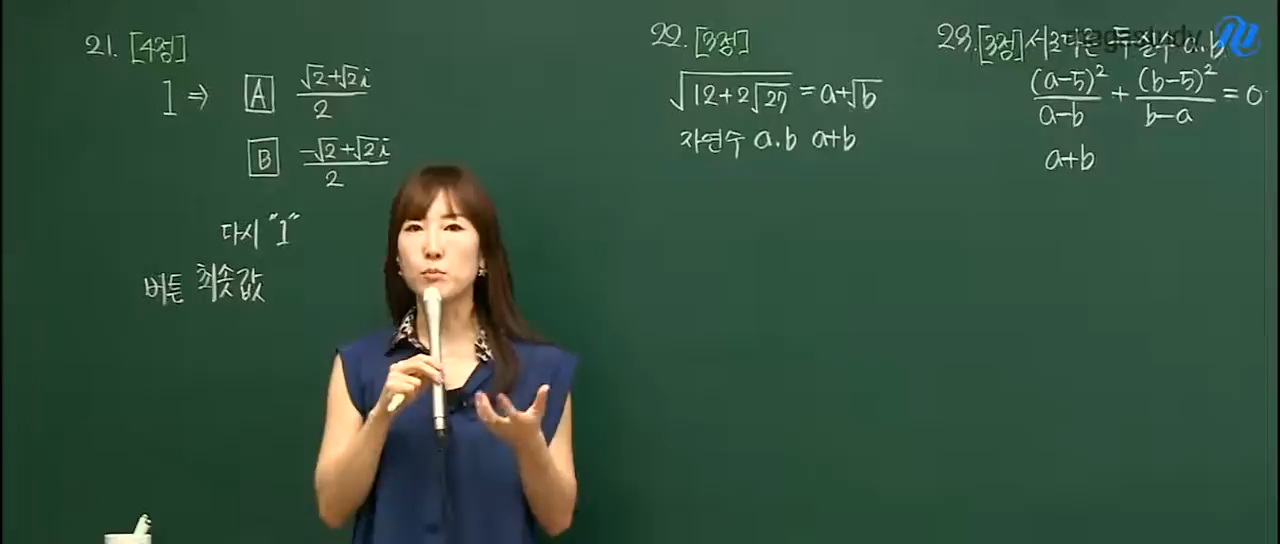 21. [4점]
1 ⇒ A (√2+√2i)/2
B (-√2+√2i)/2
다시 "1"
버튼 최솟값
22. [3점]
√(12+2√27) = a+√b
자연수 a.b a+b
23. [3점] 서로다른 두 실수 a.b
(a-5)²/(a-b) + (b-5)²/(b-a) = 0
a+b